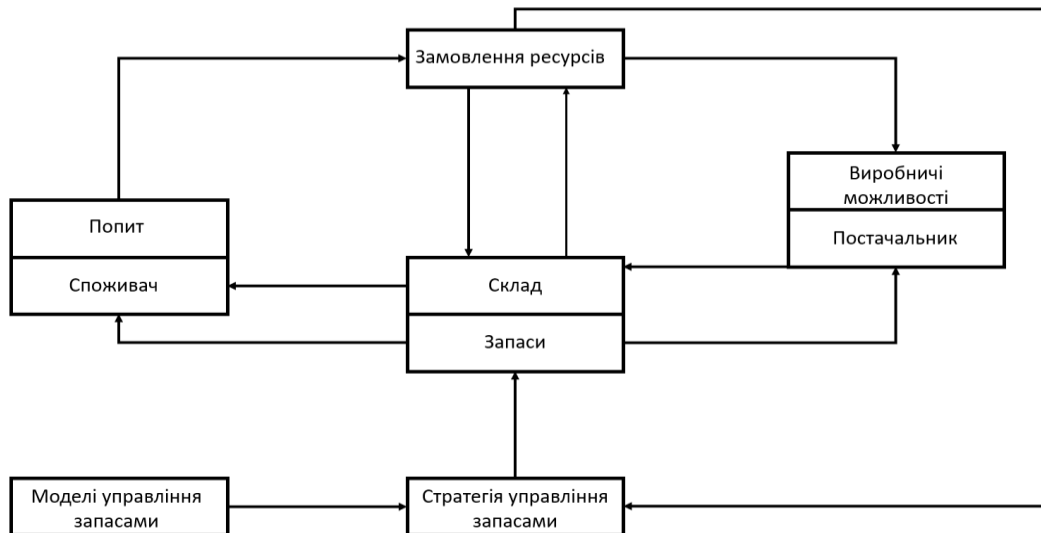 Замовлення ресурсів
Виробничі
можливості
Постачальник
Попит
Споживач
Склад
Запаси
Моделі управління
запасами
Стратегія управління
запасами